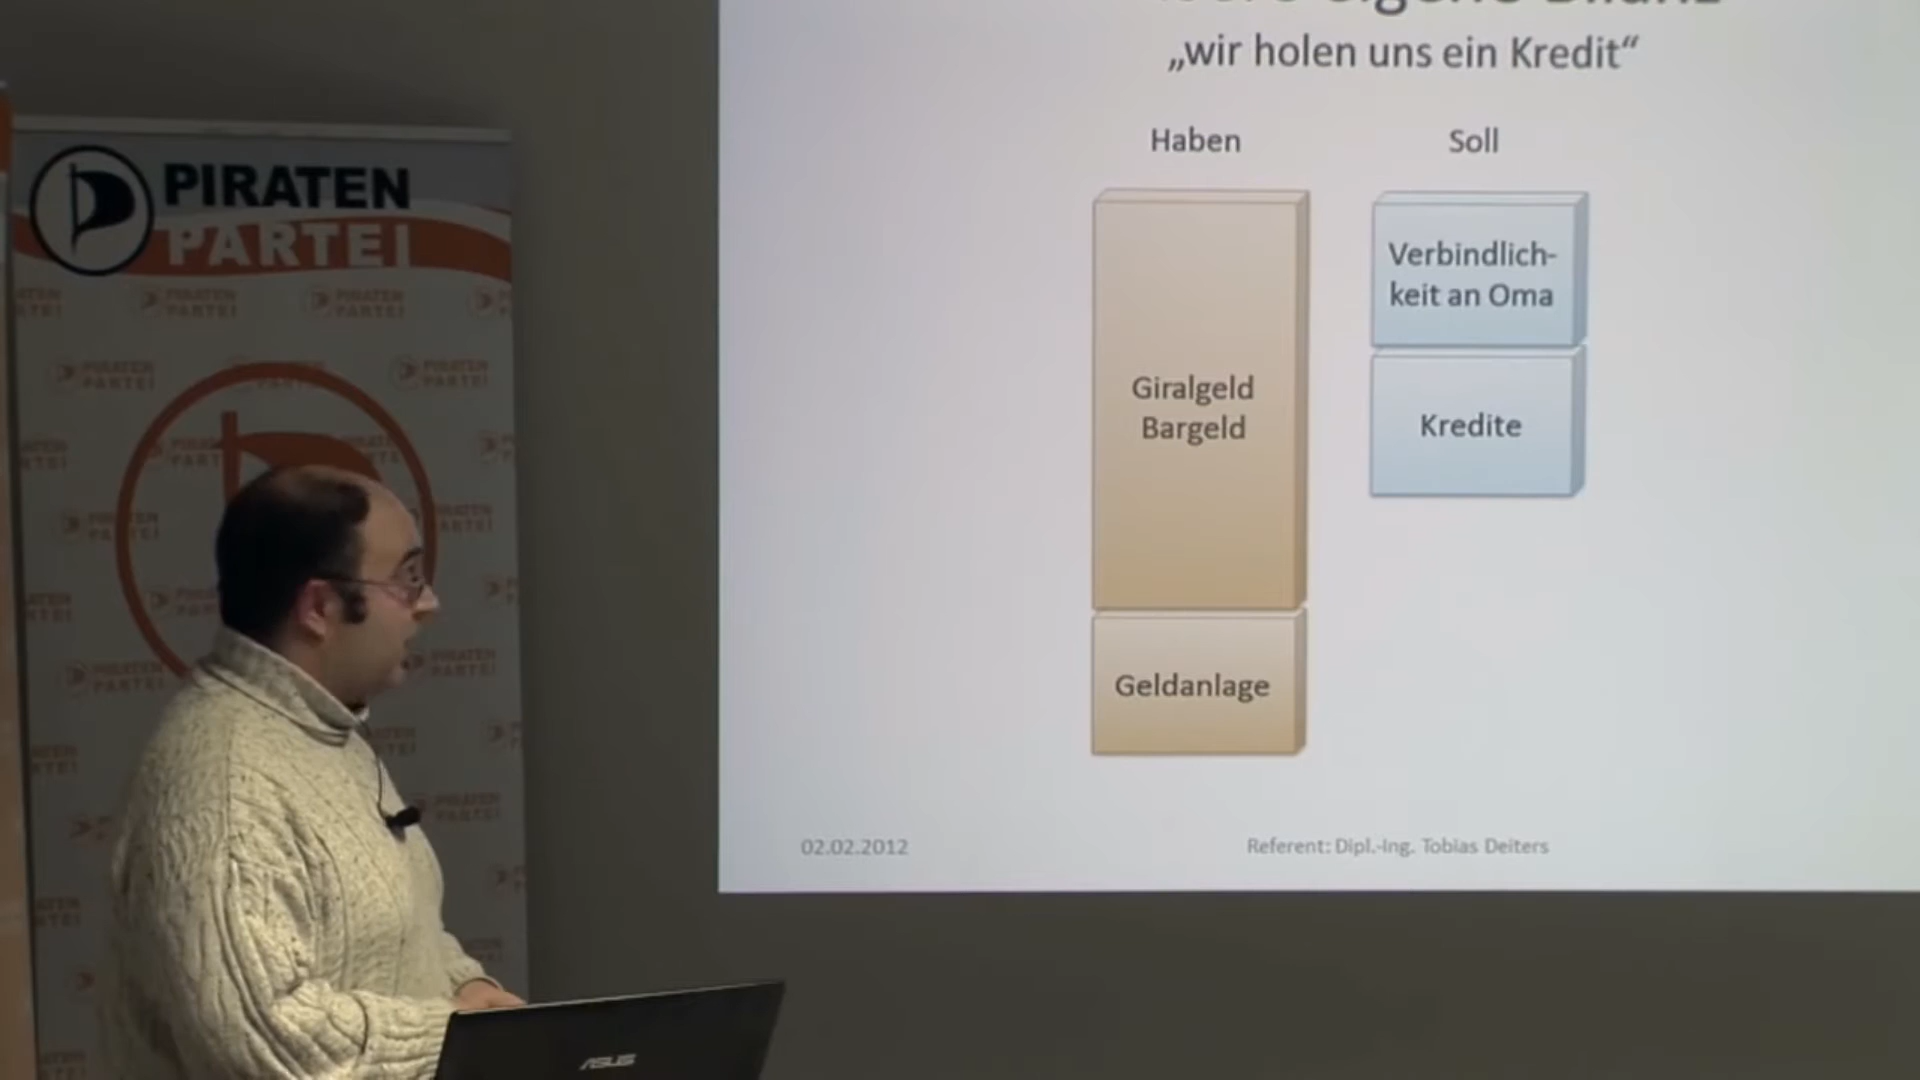 PIRATEN
PARTEI
„wir holen uns ein Kredit“
Haben
Soll
Verbindlich-
keit an Oma
Giralgeld
Bargeld
Kredite
Geldanlage
02.02.2012
Referent: Dipl.-Ing. Tobias Deiters
ASUS